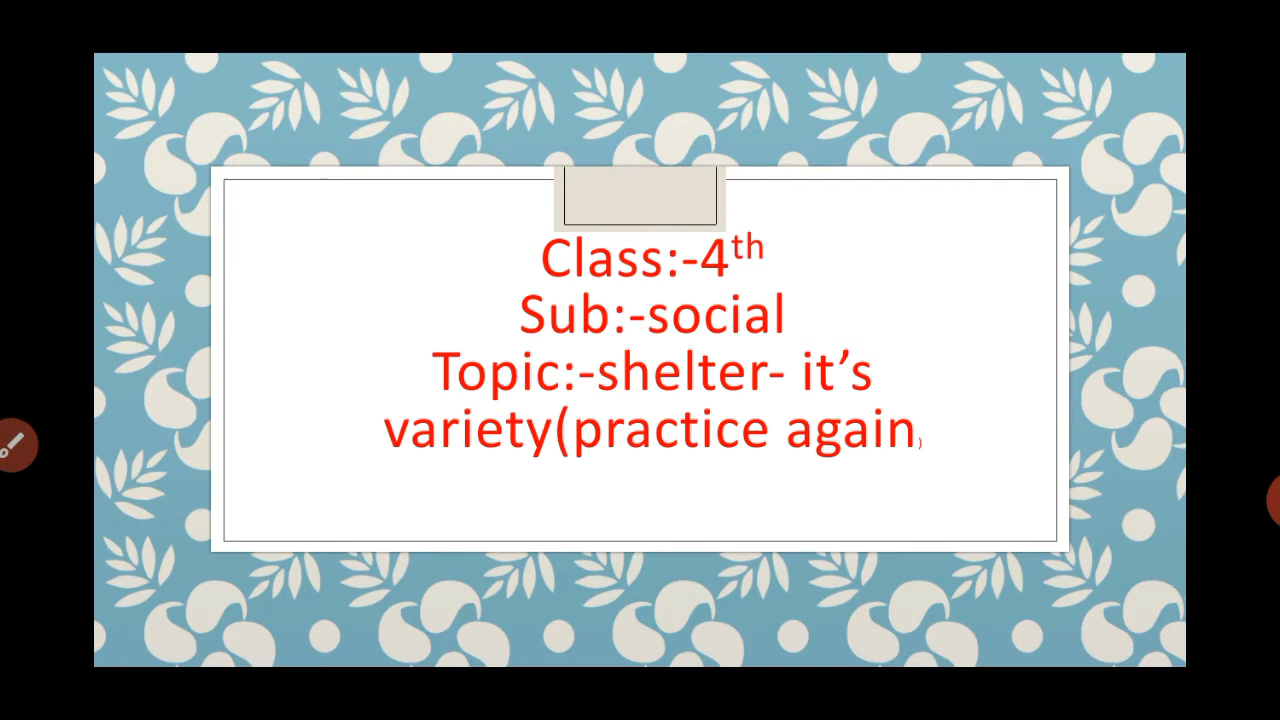 Class:-4th
Sub:-social
Topic:-shelter- it’s
variety(practice again)